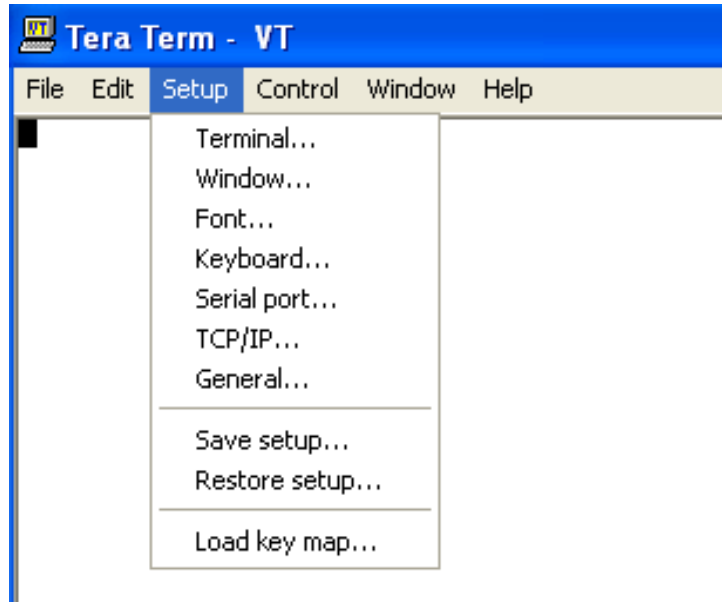 VT Tera Term - VT
File Edit Setup Control Window Help
Terminal...
Window...
Font...
Keyboard...
Serial port...
TCP/IP...
General...
Save setup...
Restore setup...
Load key map...